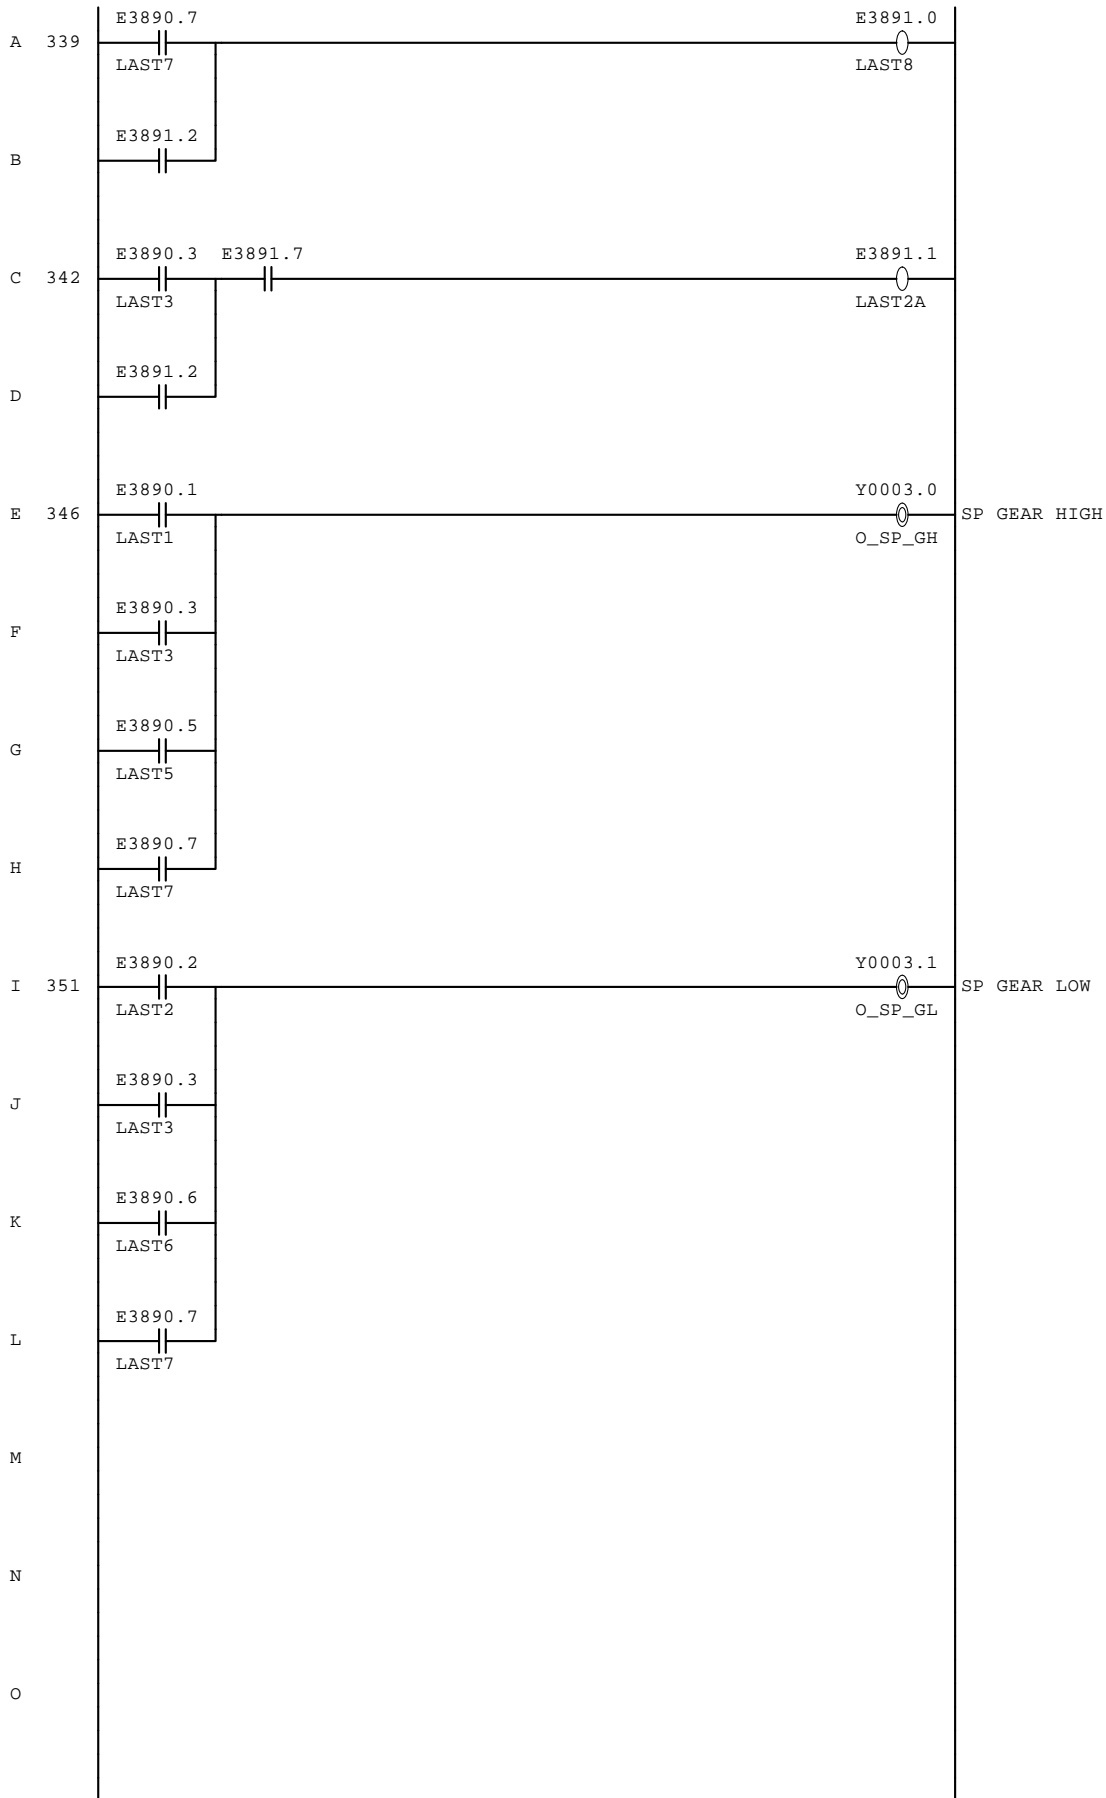 E3890.7 E3891.0
A 339
LAST7 LAST8
E3891.2
B
E3890.3 E3891.7 E3891.1
C 342
LAST3 LAST2A
E3891.2
D
E3890.1 Y0003.0
E 346 SP GEAR HIGH
LAST1 O_SP_GH
E3890.3
F
LAST3
E3890.5
G
LAST5
E3890.7
H
LAST7
E3890.2 Y0003.1
I 351 SP GEAR LOW
LAST2 O_SP_GL
E3890.3
J
LAST3
E3890.6
K
LAST6
E3890.7
L
LAST7
M
N
O